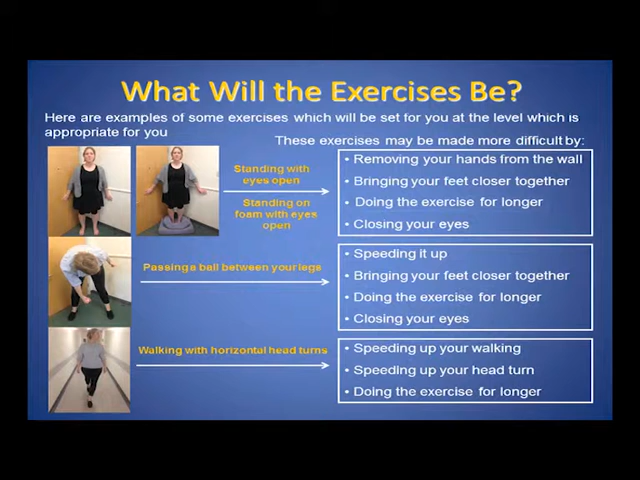 What Will the Exercises Be?
Here are examples of some exercises which will be set for you at the level which is
appropriate for you
These exercises may be made more difficult by:
Standing with
eyes open
Standing on
foam with eyes
open
• Removing your hands from the wall
• Bringing your feet closer together
• Doing the exercise for longer
• Closing your eyes
Passing a ball between your legs
• Speeding it up
• Bringing your feet closer together
• Doing the exercise for longer
• Closing your eyes
Walking with horizontal head turns
• Speeding up your walking
• Speeding up your head turn
• Doing the exercise for longer